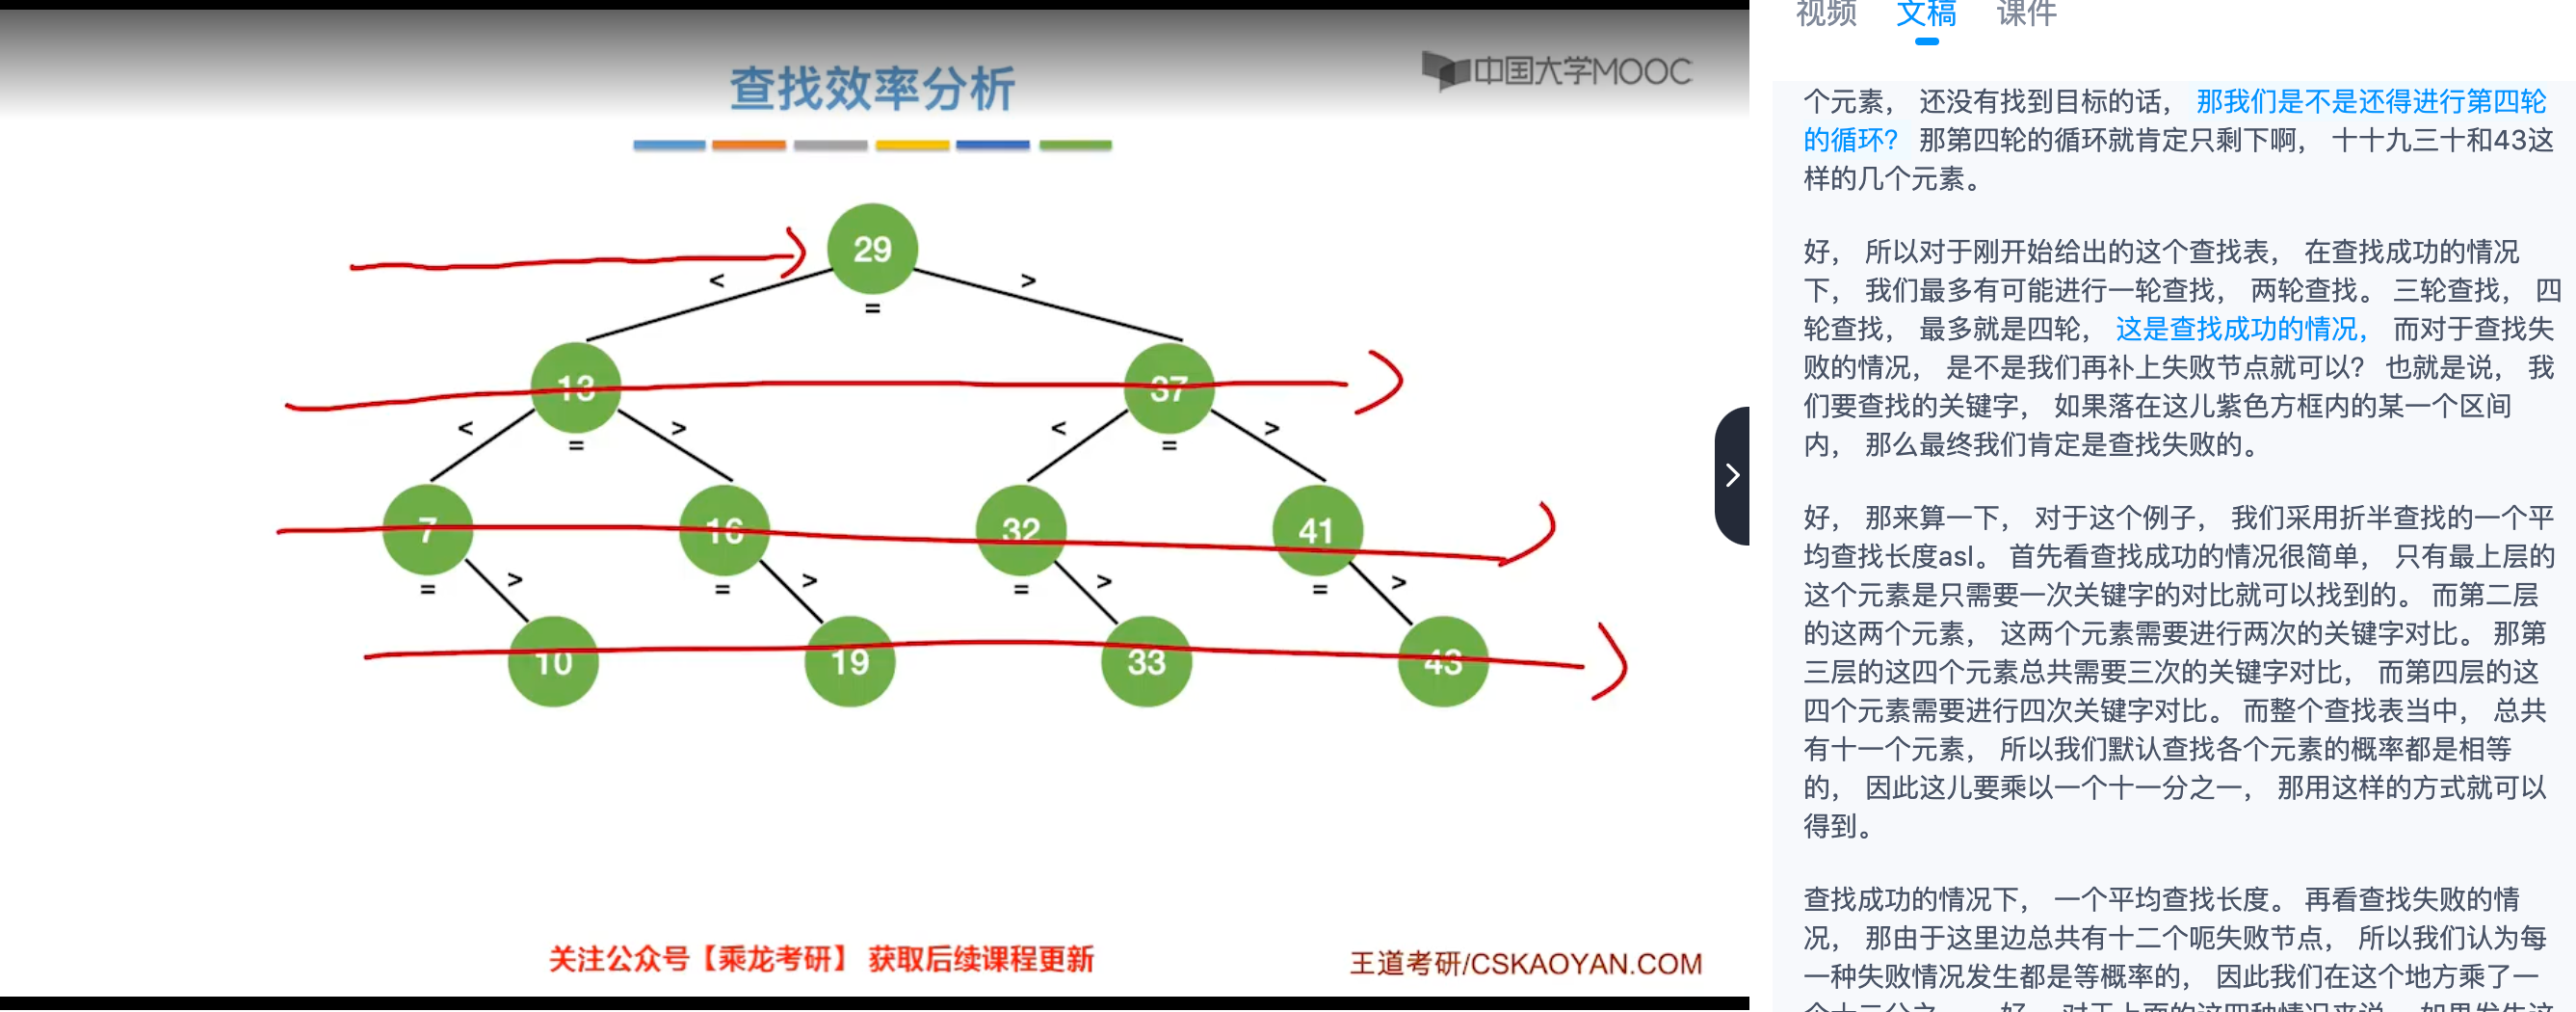 查找效率分析
中国大学MOOC
29
<
>
=
13
37
<
=
>
<
=
>
7
16
32
41
=
>
=
>
=
>
=
>
10
19
33
43
关注公众号【乘龙考研】 获取后续课程更新
王道考研/CSKAOYAN.COM
视频 文稿 课件
个元素， 还没有找到目标的话， 那我们是不是还得进行第四轮
的循环？ 那第四轮的循环就肯定只剩下啊， 十十九三十和43这
样的几个元素。
好， 所以对于刚开始给出的这个查找表， 在查找成功的情况
下， 我们最多有可能进行一轮查找， 两轮查找。 三轮查找， 四
轮查找， 最多就是四轮， 这是查找成功的情况， 而对于查找失
败的情况， 是不是我们再补上失败节点就可以？ 也就是说， 我
们要查找的关键字， 如果落在这儿紫色方框内的某一个区间
内， 那么最终我们肯定是查找失败的。
好， 那来算一下， 对于这个例子， 我们采用折半查找的一个平
均查找长度asl。 首先看查找成功的情况很简单， 只有最上层的
这个元素是只需要一次关键字的对比就可以找到的。 而第二层
的这两个元素， 这两个元素需要进行两次的关键字对比。 那第
三层的这四个元素总共需要三次的关键字对比， 而第四层的这
四个元素需要进行四次关键字对比。 而整个查找表当中， 总共
有十一个元素， 所以我们默认查找各个元素的概率都是相等
的， 因此这儿要乘以一个十一分之一， 那用这样的方式就可以
得到。
查找成功的情况下， 一个平均查找长度。 再看查找失败的情
况， 那由于这里边总共有十二个呃失败节点， 所以我们认为每
一种失败情况发生都是等概率的， 因此我们在这个地方乘了一